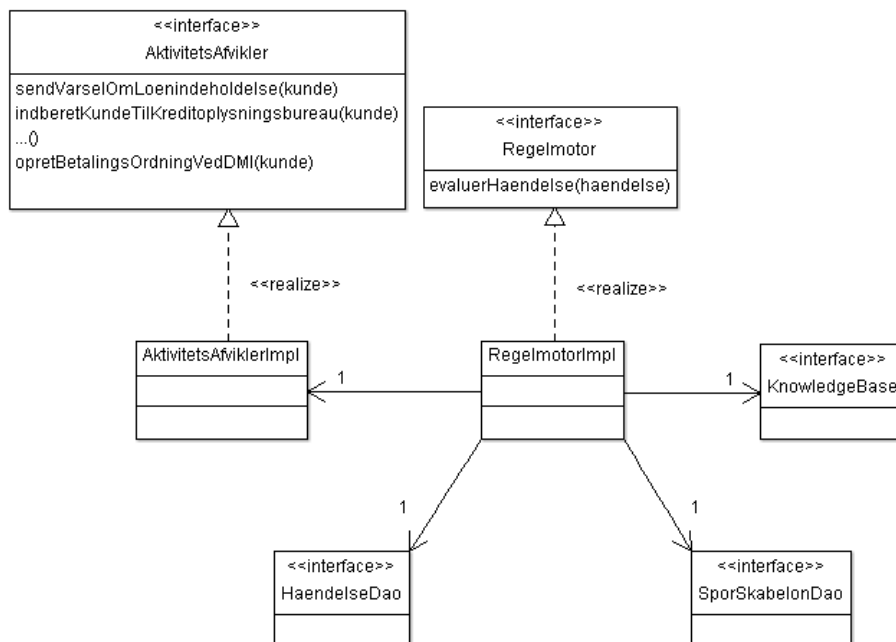 <<interface>>
AktivitetsAfvikler
sendVarselOmLoenindeholdelse(kunde)
indberetKundeTilKreditoplysningsbureau(kunde)
...()
opretBetalingsOrdningVedDMI(kunde)
<<interface>>
Regelmotor
evaluerHaendelse(haendelse)
<<realize>>
<<realize>>
AktivitetsAfviklerImpl
RegelmotorImpl
<<interface>>
KnowledgeBase
1
1
1
1
<<interface>>
HaendelseDao
<<interface>>
SporSkabelonDao